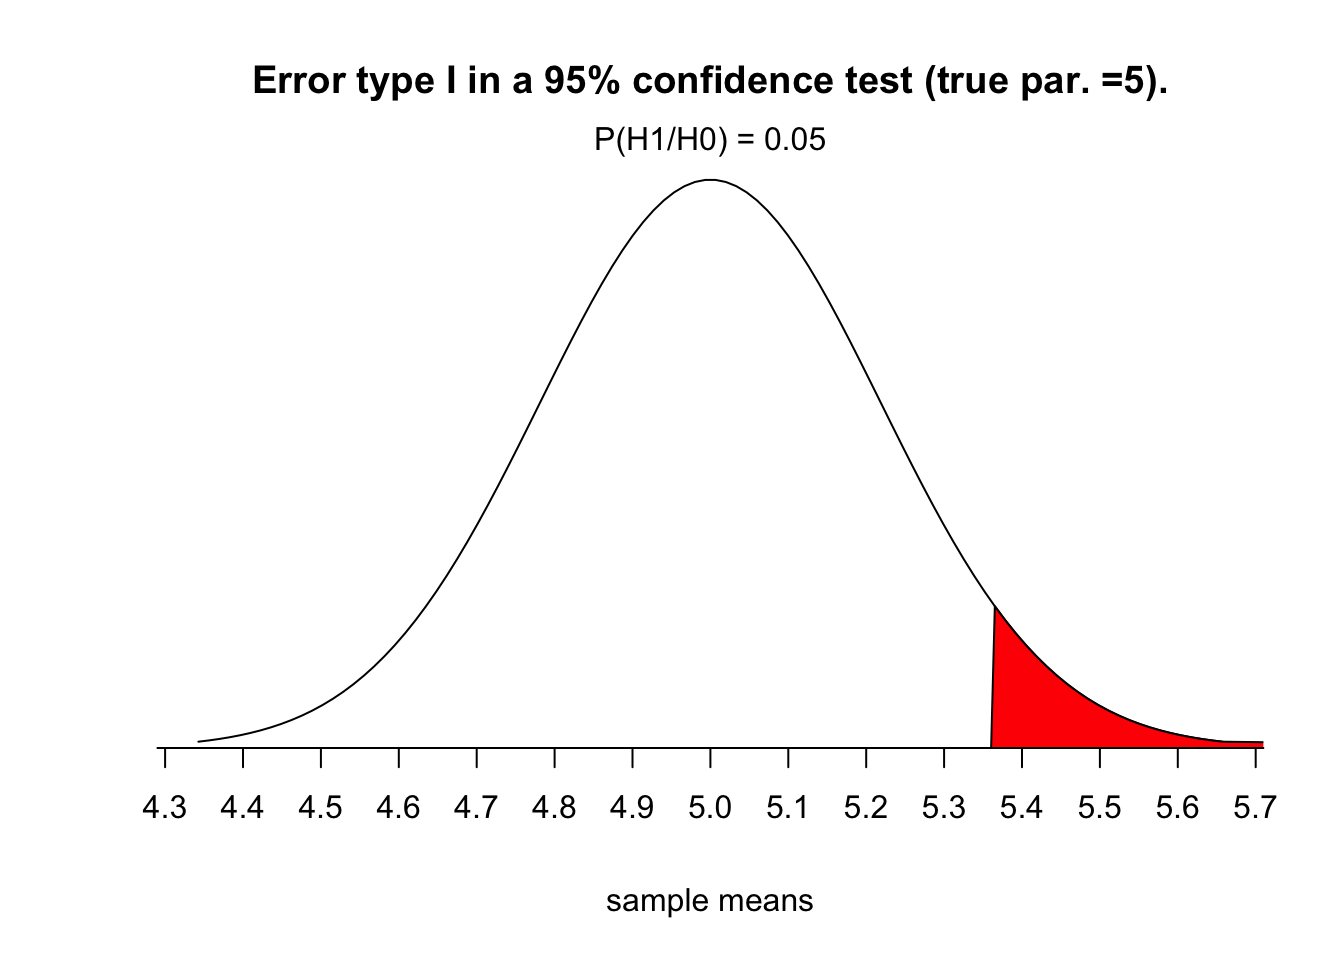 Error type I in a 95% confidence test (true par. =5).
P(H1/H0) = 0.05
4.3 4.4 4.5 4.6 4.7 4.8 4.9 5.0 5.1 5.2 5.3 5.4 5.5 5.6 5.7
sample means